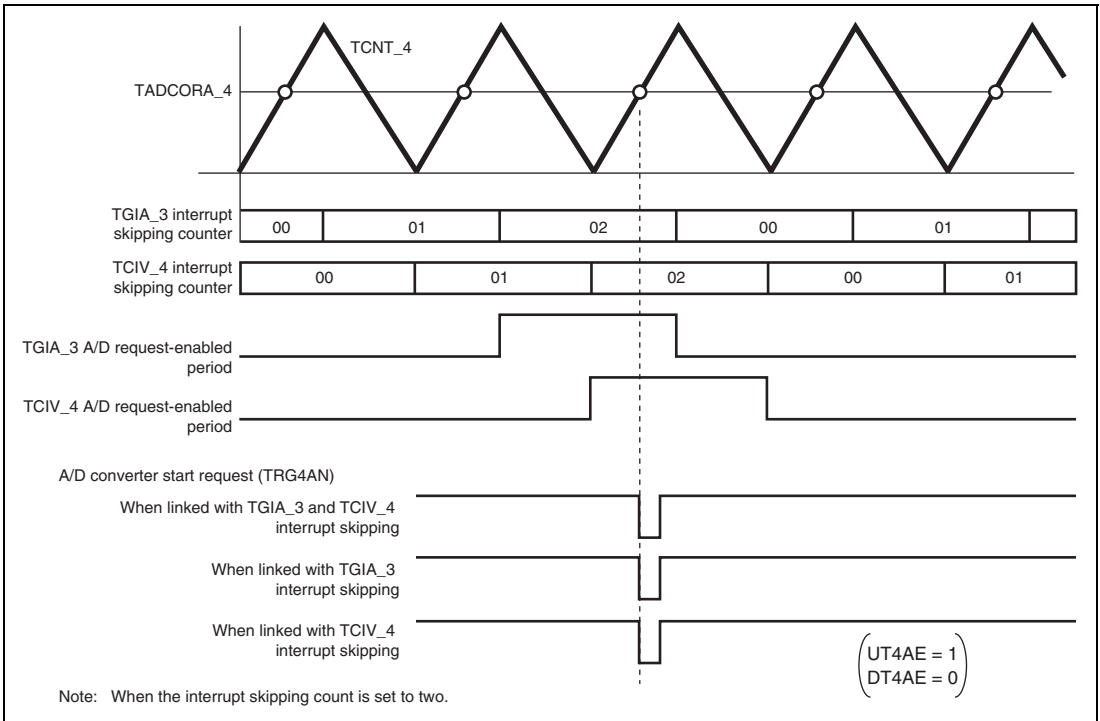 TCNT_4
TADCORA_4
TGIA_3 interrupt
skipping counter
00 01 02 00 01
TCIV_4 interrupt
skipping counter
00 01 02 00 01
TGIA_3 A/D request-enabled
period
TCIV_4 A/D request-enabled
period
A/D converter start request (TRG4AN)
When linked with TGIA_3 and TCIV_4
interrupt skipping
When linked with TGIA_3
interrupt skipping
When linked with TCIV_4
interrupt skipping
UT4AE = 1
DT4AE = 0
Note: When the interrupt skipping count is set to two.